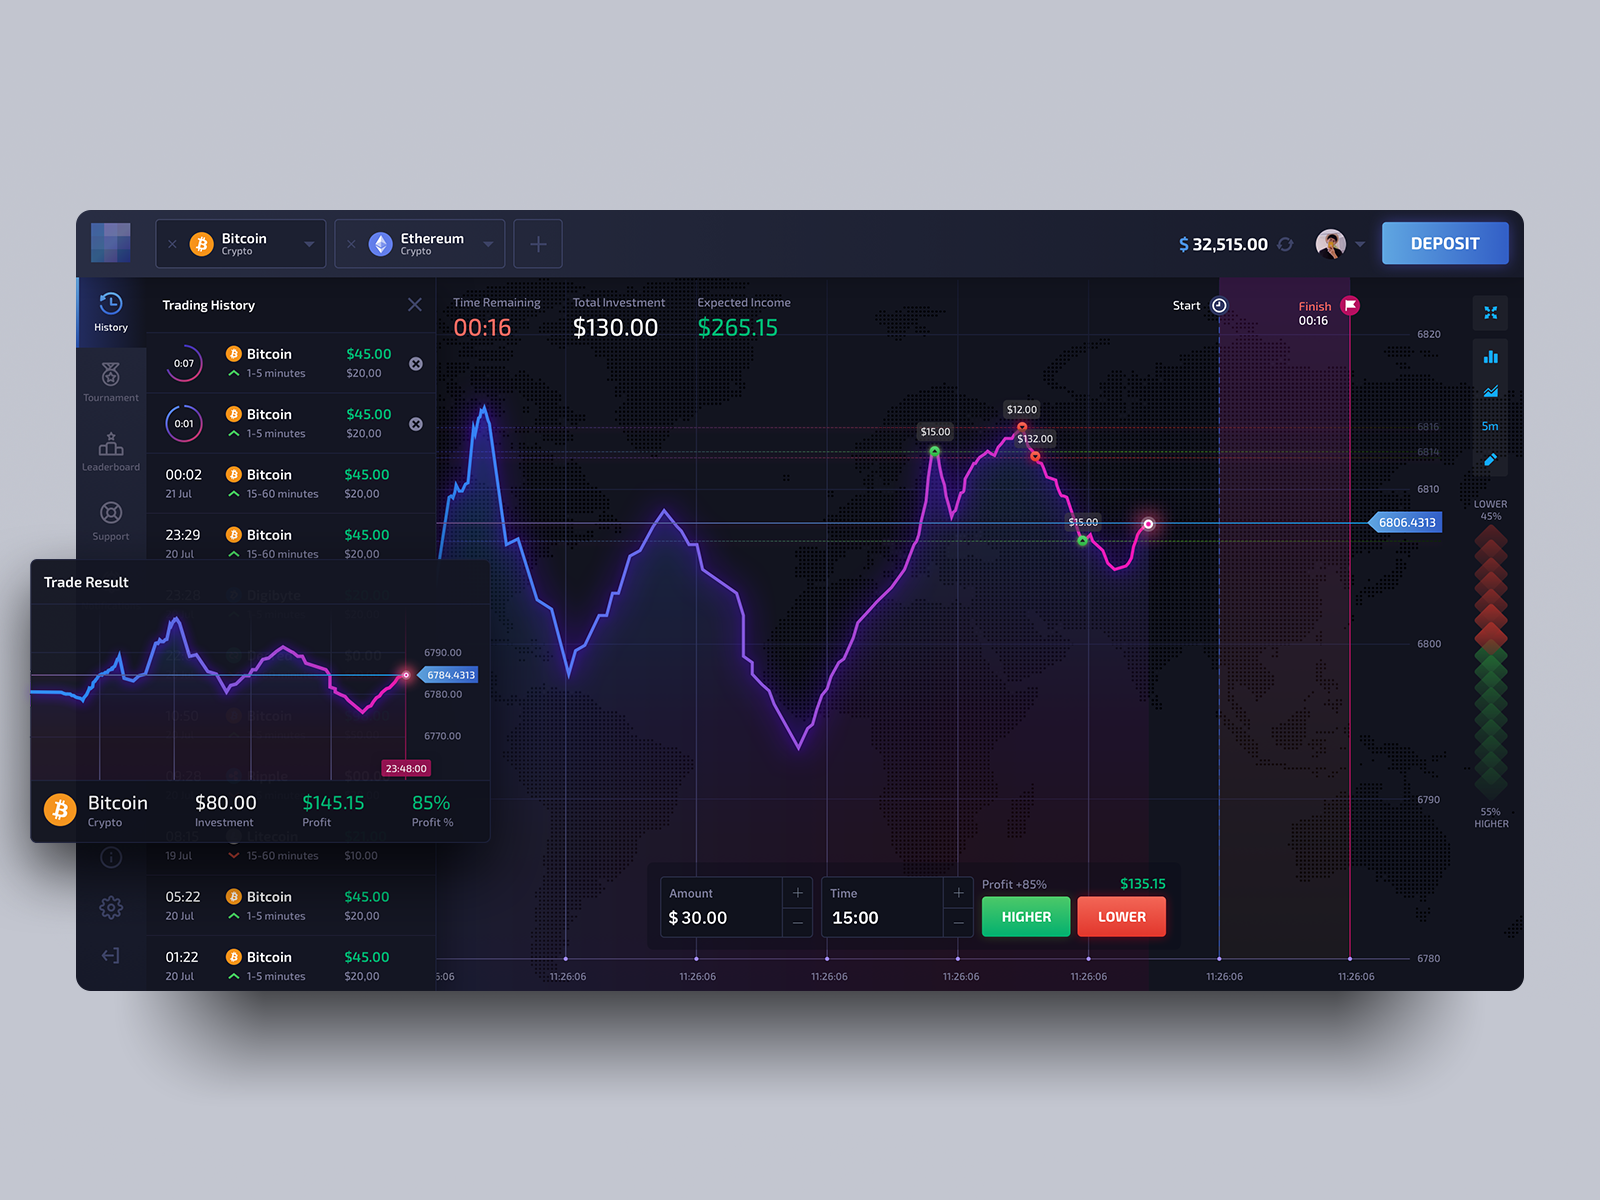 Bitcoin
Crypto
Ethereum
Crypto
$ 32,515.00
DEPOSIT
History
Tournament
Leaderboard
Support
Trading History
0:07
Bitcoin
$45.00
1-5 minutes
$20,00
0:01
Bitcoin
$45.00
1-5 minutes
$20,00
00:02
Bitcoin
$45.00
21 Jul
15-60 minutes
$20,00
23:29
Bitcoin
$45.00
20 Jul
15-60 minutes
$20,00
Trade Result
23:28
Digibyte
Bitcoin
6790.00
6784.4313
6780.00
6770.00
23:48:00
Bitcoin
Crypto
$80.00
Investment
$145.15
Profit
85%
Profit %
19 Jul
15-60 minutes
$10.00
05:22
Bitcoin
$45.00
20 Jul
1-5 minutes
$20,00
01:22
Bitcoin
$45.00
20 Jul
1-5 minutes
$20,00
Time Remaining
00:16
Total Investment
$130.00
Expected Income
$265.15
Start
Finish
00:16
$15.00
$12.00
$132.00
$15.00
6820
6816
6814
6810
6806.4313
6800
6790
6780
5m
LOWER
45%
55%
HIGHER
Amount
$ 30.00
Time
15:00
Profit +85%
$135.15
HIGHER
LOWER
5:06
11:26:06
11:26:06
11:26:06
11:26:06
11:26:06
11:26:06
11:26:06